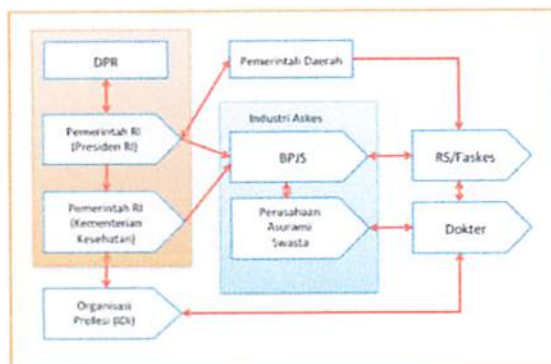 DPR
Pemerintah Daerah
Pemerintah RI
(Presiden RI)
Industri Askes
BPJS
RS/Faskes
Pemerintah RI
(Kementerian
Kesehatan)
Perusahaan
Asuransi
Swasta
Dokter
Organisasi
Profesi (IDI)